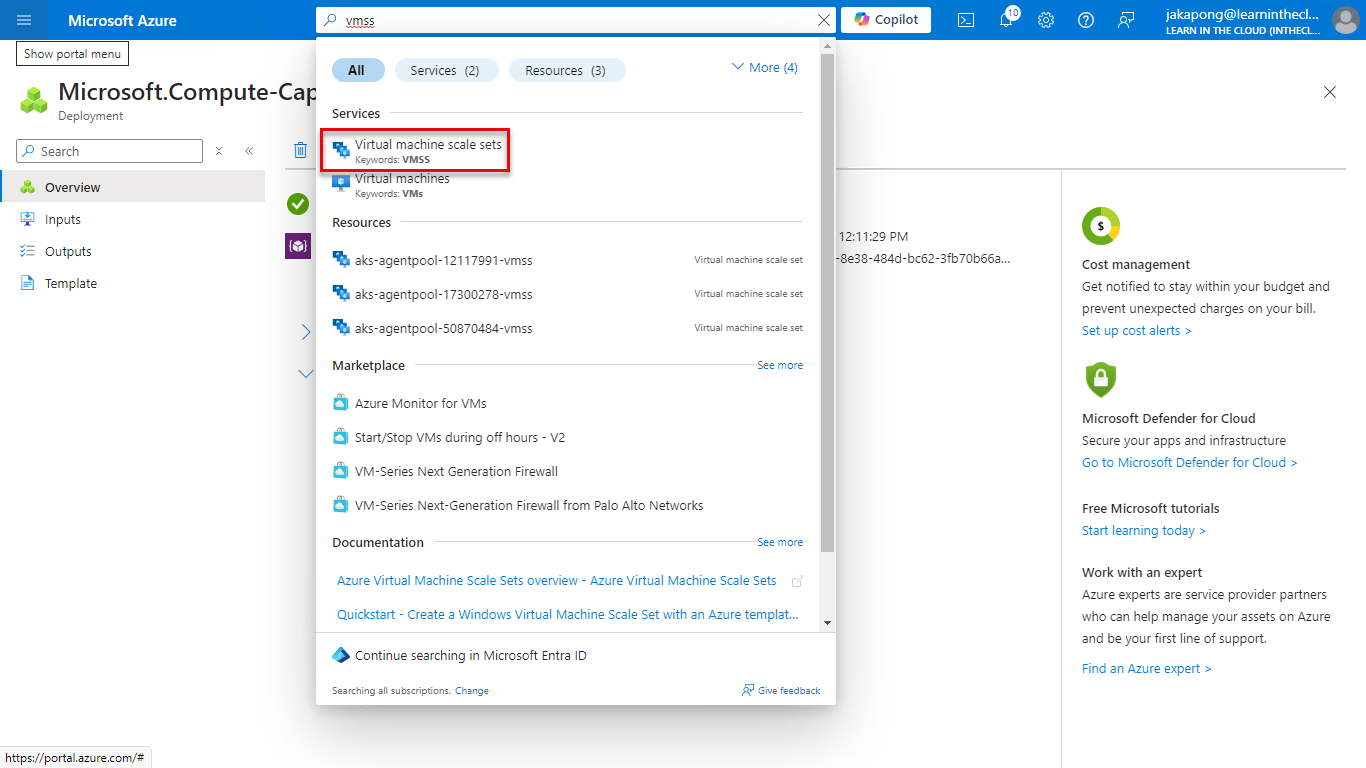 Microsoft Azure
vmss
Copilot
10
jakapong@learninthecl...
LEARN IN THE CLOUD (INTHECL...
Show portal menu
Microsoft.Compute-Cap
Deployment
Search
Overview
Inputs
Outputs
Template
All
Services (2)
Resources (3)
More (4)
Services
Virtual machine scale sets
Keywords: VMSS
Virtual machines
Keywords: VMs
Resources
aks-agentpool-12117991-vmss
Virtual machine scale set
aks-agentpool-17300278-vmss
Virtual machine scale set
aks-agentpool-50870484-vmss
Virtual machine scale set
Marketplace
See more
Azure Monitor for VMs
Start/Stop VMs during off hours - V2
VM-Series Next Generation Firewall
VM-Series Next-Generation Firewall from Palo Alto Networks
Documentation
See more
Azure Virtual Machine Scale Sets overview - Azure Virtual Machine Scale Sets
Quickstart - Create a Windows Virtual Machine Scale Set with an Azure templat...
Continue searching in Microsoft Entra ID
Searching all subscriptions. Change
Give feedback
12:11:29 PM
-8e38-484d-bc62-3fb70b66a...
$
Cost management
Get notified to stay within your budget and
prevent unexpected charges on your bill.
Set up cost alerts >
Microsoft Defender for Cloud
Secure your apps and infrastructure
Go to Microsoft Defender for Cloud >
Free Microsoft tutorials
Start learning today >
Work with an expert
Azure experts are service provider partners
who can help manage your assets on Azure
and be your first line of support.
Find an Azure expert >
https://portal.azure.com/#